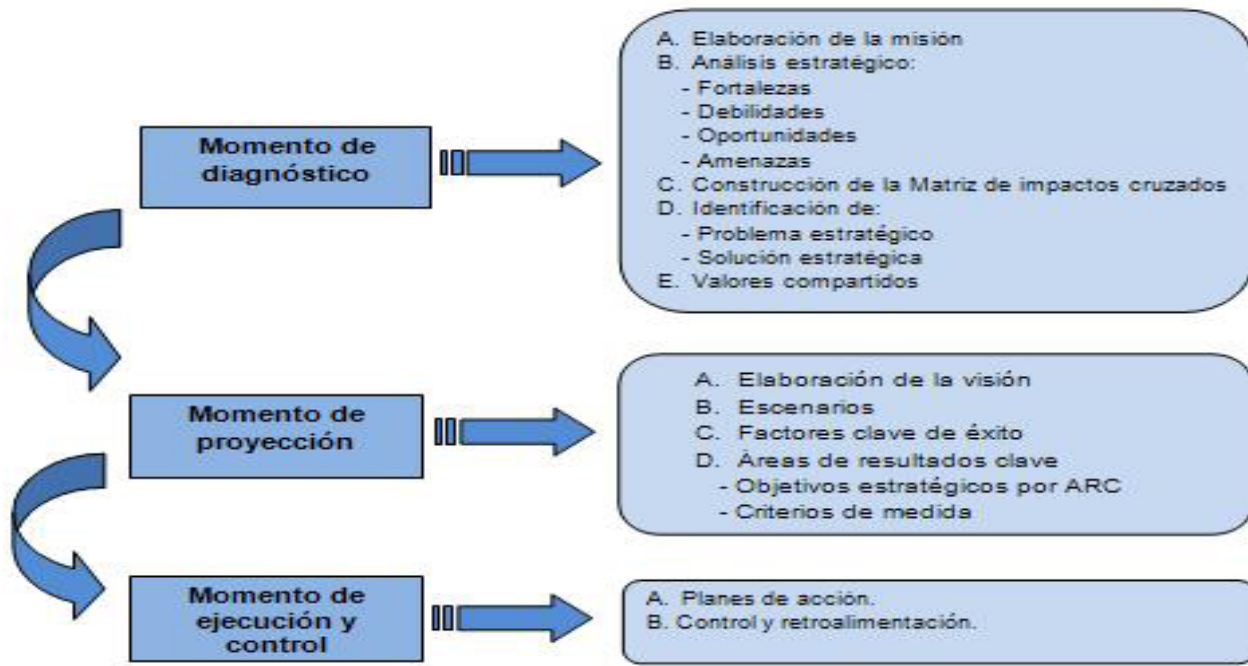 Momento de
diagnóstico
A. Elaboración de la misión
B. Análisis estratégico:
- Fortalezas
- Debilidades
- Oportunidades
- Amenazas
C. Construcción de la Matriz de impactos cruzados
D. Identificación de:
- Problema estratégico
- Solución estratégica
E. Valores compartidos
Momento de
proyección
A. Elaboración de la visión
B. Escenarios
C. Factores clave de éxito
D. Áreas de resultados clave
- Objetivos estratégicos por ARC
- Criterios de medida
Momento de
ejecución y
control
A. Planes de acción.
B. Control y retroalimentación.